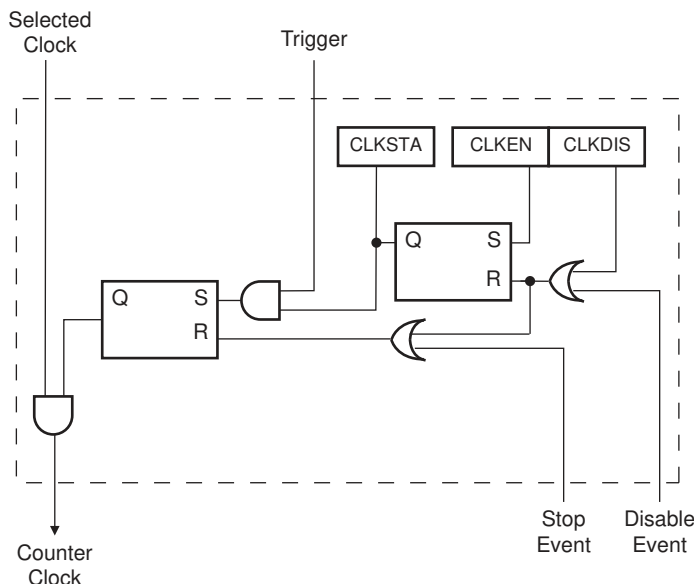 Selected
Clock
Trigger
CLKSTA
CLKEN
CLKDIS
Q
S
R
Q
S
R
Stop
Event
Disable
Event
Counter
Clock